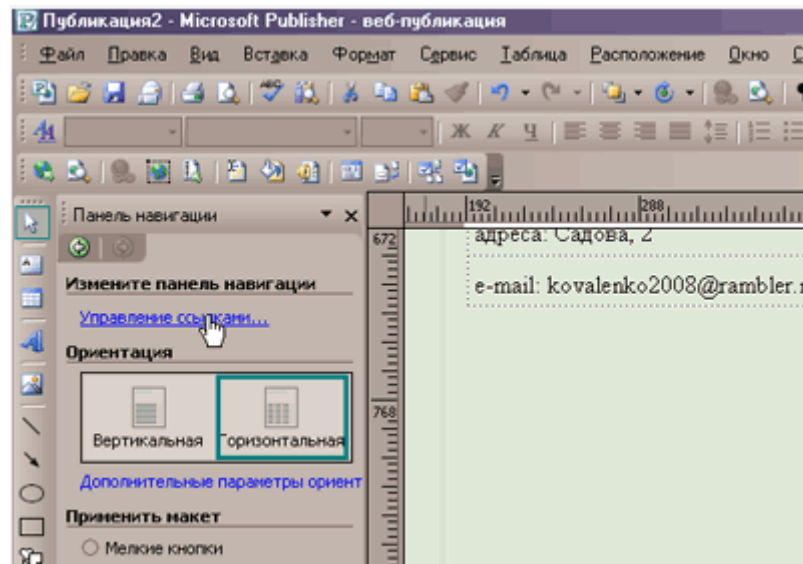 Публикация2 - Microsoft Publisher - веб-публикация
Файл Правка Вид Вставка Формат Сервис Таблица Расположение Окно С
Ж К Ч
Панель навигации
192 288
672
адреса: Садова, 2
Измените панель навигации
e-mail: kovalenko2008@rambler.
Управление ссылками...
Ориентация
768
Вертикальная Горизонтальная
Дополнительные параметры ориент
Применить макет
Мелкие кнопки